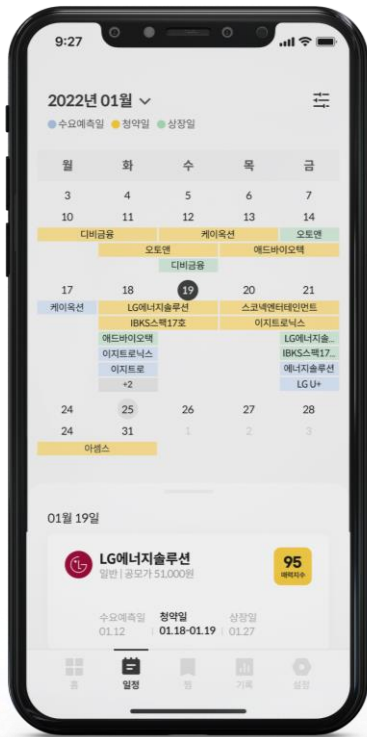 9:27
2022년 01월
수요예측일 청약일 상장일
월 화 수 목 금
3 4 5 6 7
10 11 12 13 14
디비금융 케이옥션 오토앤
오토앤 애드바이오텍
디비금융
17 18 19 20 21
케이옥션 LG에너지솔루션 스코넥엔터테인먼트
IBKS스팩17호 이지트로닉스
애드바이오텍 LG에너지솔...
이지트로닉스 IBKS스팩17...
이지트로 에너지솔루션
+2 LG U+
24 25 26 27 28
24 31 1 2 3
아셈스
01월 19일
LG에너지솔루션
일반 | 공모가 51,000원
95
매력지수
수요예측일 청약일 상장일
01.12 01.18-01.19 01.27
홈 일정 찜 기록 설정